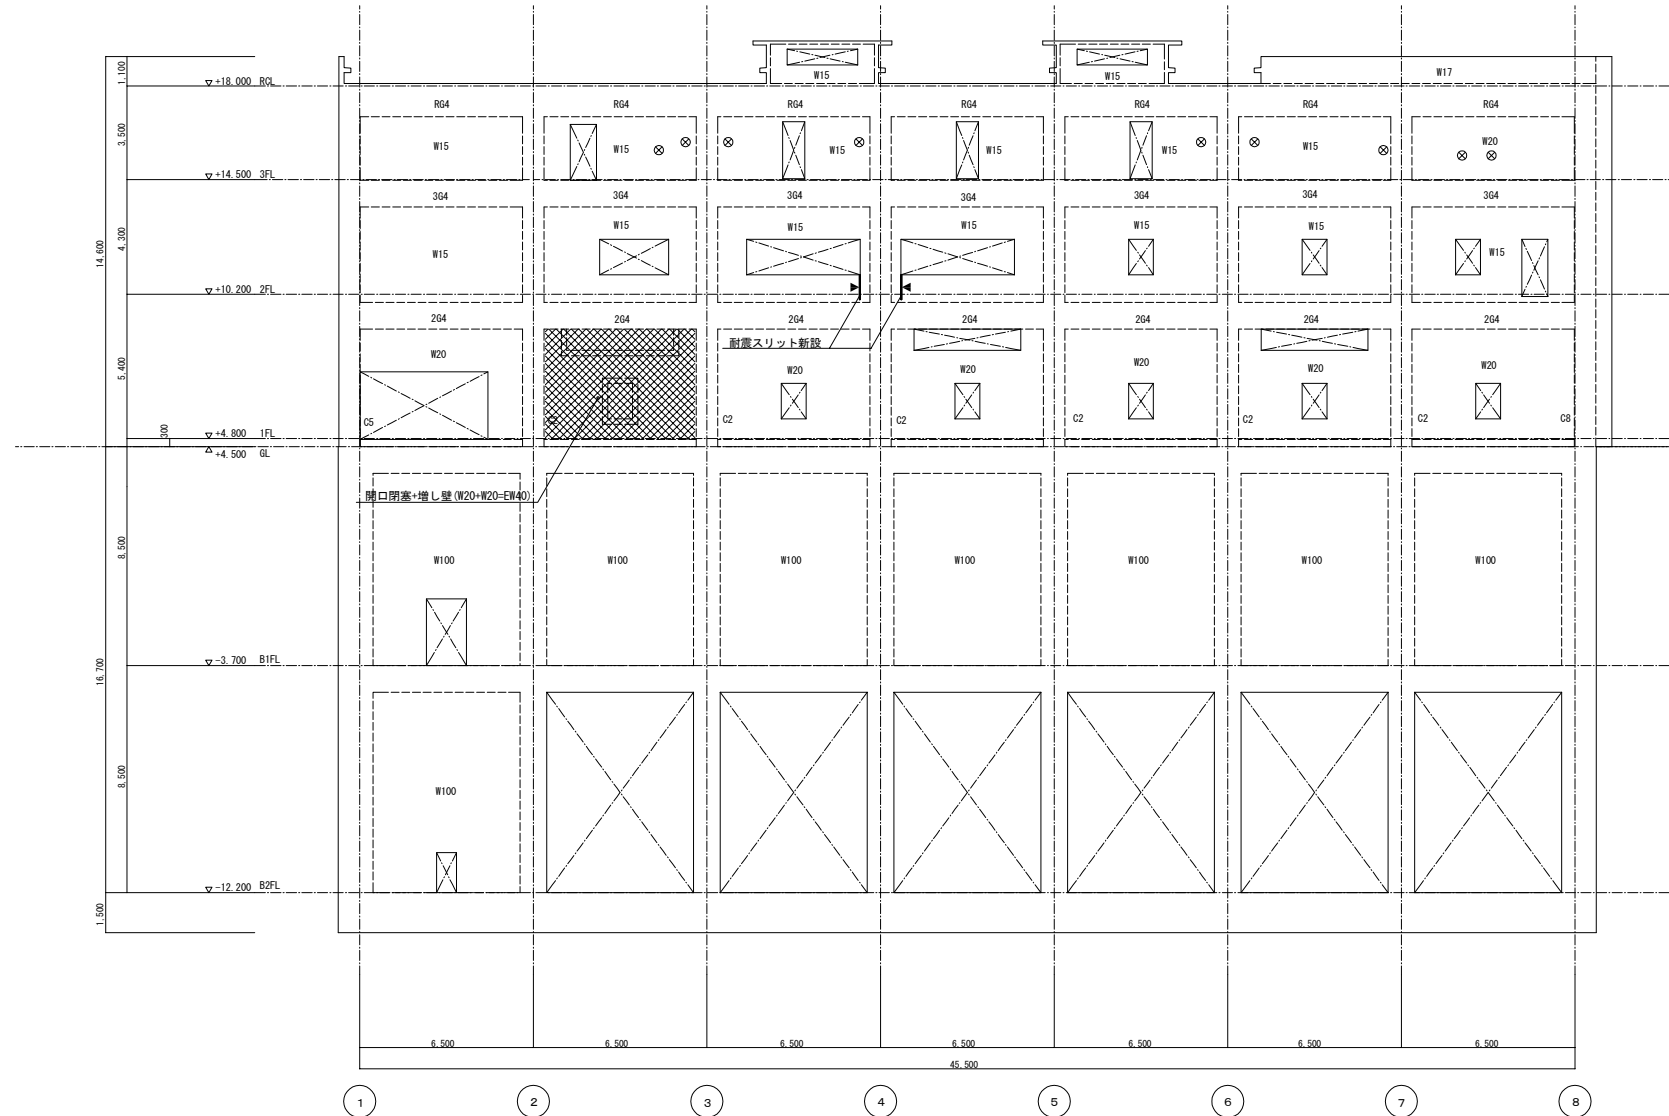 W15
W15
W17
1.100
+18.000 RCL
RG4
RG4
RG4
RG4
RG4
RG4
RG4
3.500
W15
W15
W15
W15
W15
W15
W20
+14.500 3FL
3G4
3G4
3G4
3G4
3G4
3G4
3G4
14.600
4.300
W15
W15
W15
W15
W15
W15
W15
+10.200 2FL
2G4
2G4
2G4
2G4
2G4
2G4
2G4
耐震スリット新設
5.400
W20
W20
W20
W20
W20
W20
C5
C2
C2
C2
C2
C2
C8
300
+4.800 1FL
+4.500 GL
開口閉塞+増し壁(W20+W20=EW40)
8.500
W100
W100
W100
W100
W100
W100
W100
16.700
-3.700 B1FL
8.500
W100
-12.200 B2FL
1.500
6.500
6.500
6.500
6.500
6.500
6.500
6.500
45.500
1
2
3
4
5
6
7
8